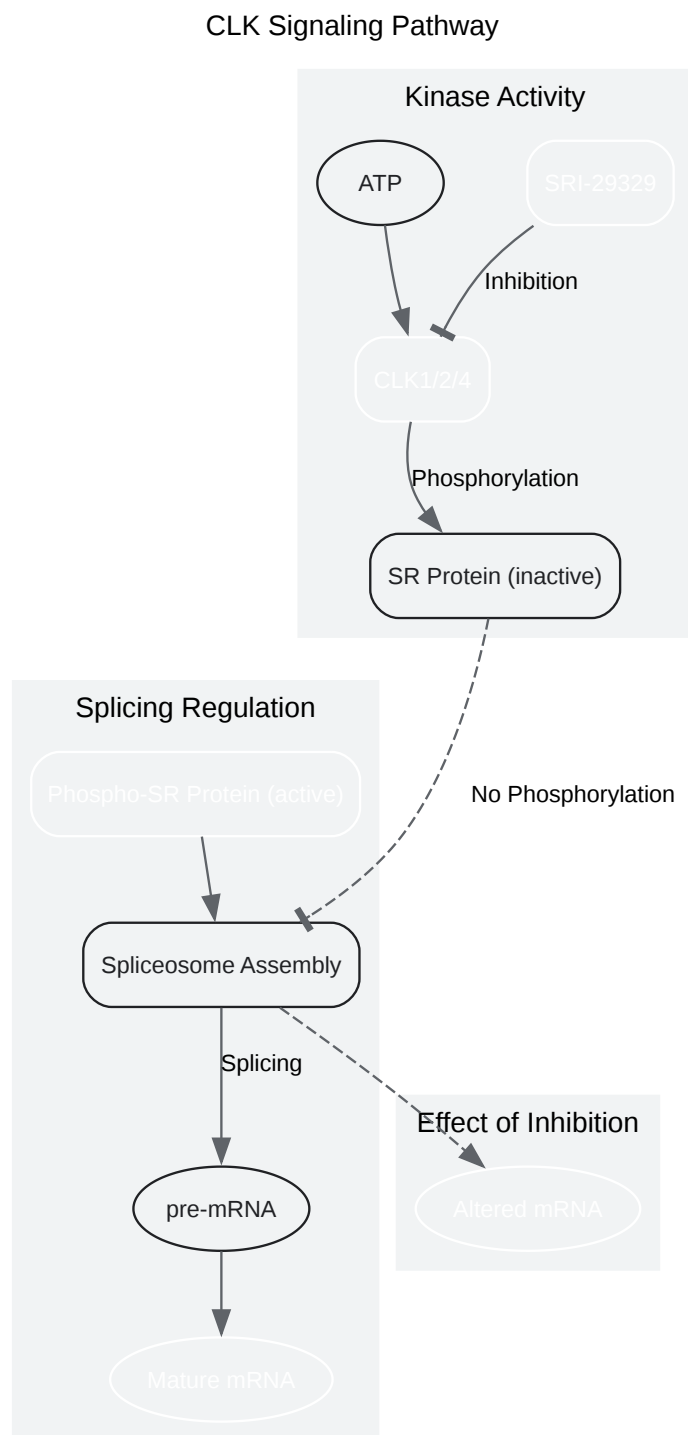 CLK Signaling Pathway
Kinase Activity
ATP
SRI-29329
Inhibition
CLK1/2/4
Phosphorylation
SR Protein (inactive)
Splicing Regulation
Phospho-SR Protein (active)
No Phosphorylation
Spliceosome Assembly
Splicing
Effect of Inhibition
pre-mRNA
Altered mRNA
Mature mRNA